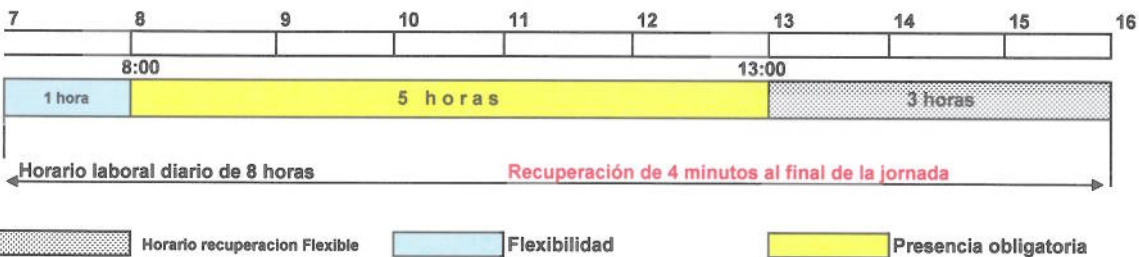 7 8 9 10 11 12 13 14 15 16
8:00 13:00
1 hora 5 horas 3 horas
Horario laboral diario de 8 horas Recuperación de 4 minutos al final de la jornada
Horario recuperacion Flexible Flexibilidad Presencia obligatoria